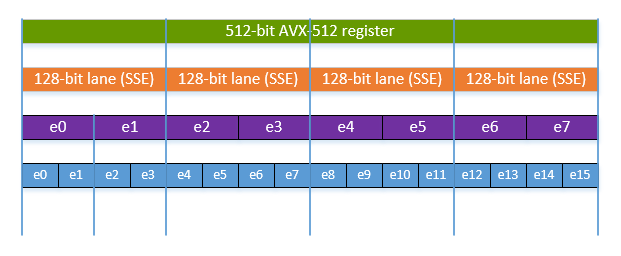 512-bit AVX-512 register
128-bit lane (SSE) 128-bit lane (SSE) 128-bit lane (SSE) 128-bit lane (SSE)
e0 e1 e2 e3 e4 e5 e6 e7
e0 e1 e2 e3 e4 e5 e6 e7 e8 e9 e10 e11 e12 e13 e14 e15